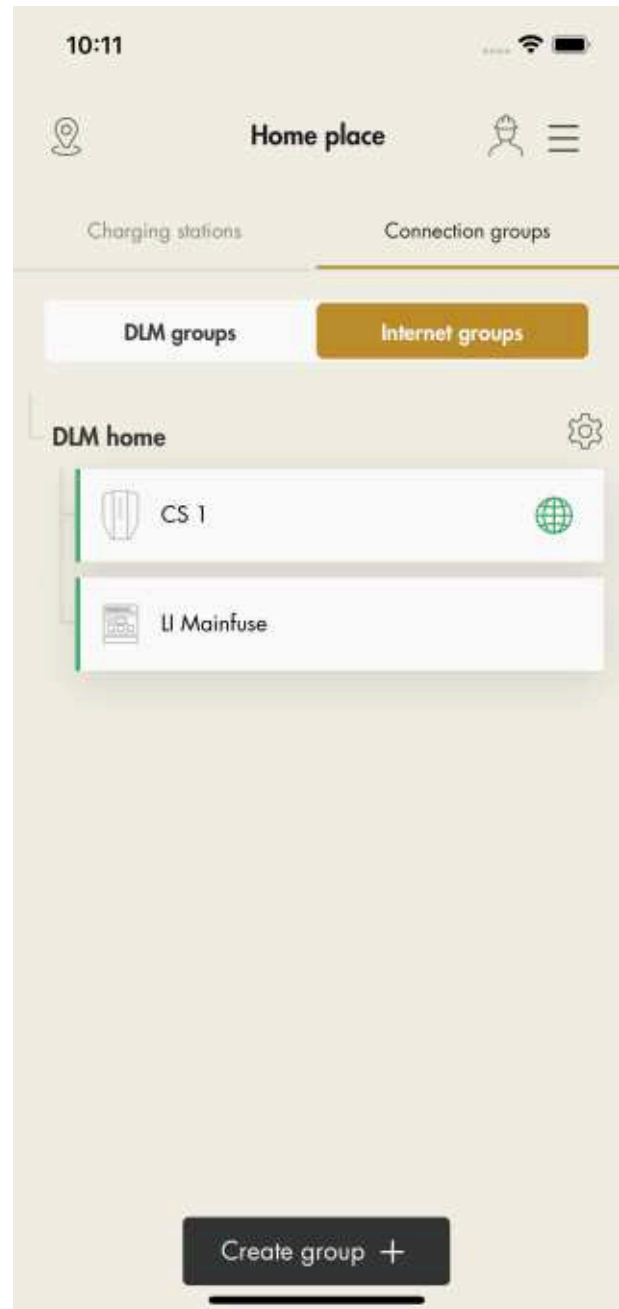 10:11
Home place
Charging stations Connection groups
DLM groups Internet groups
DLM home
CS 1
LI Mainfuse
Create group +